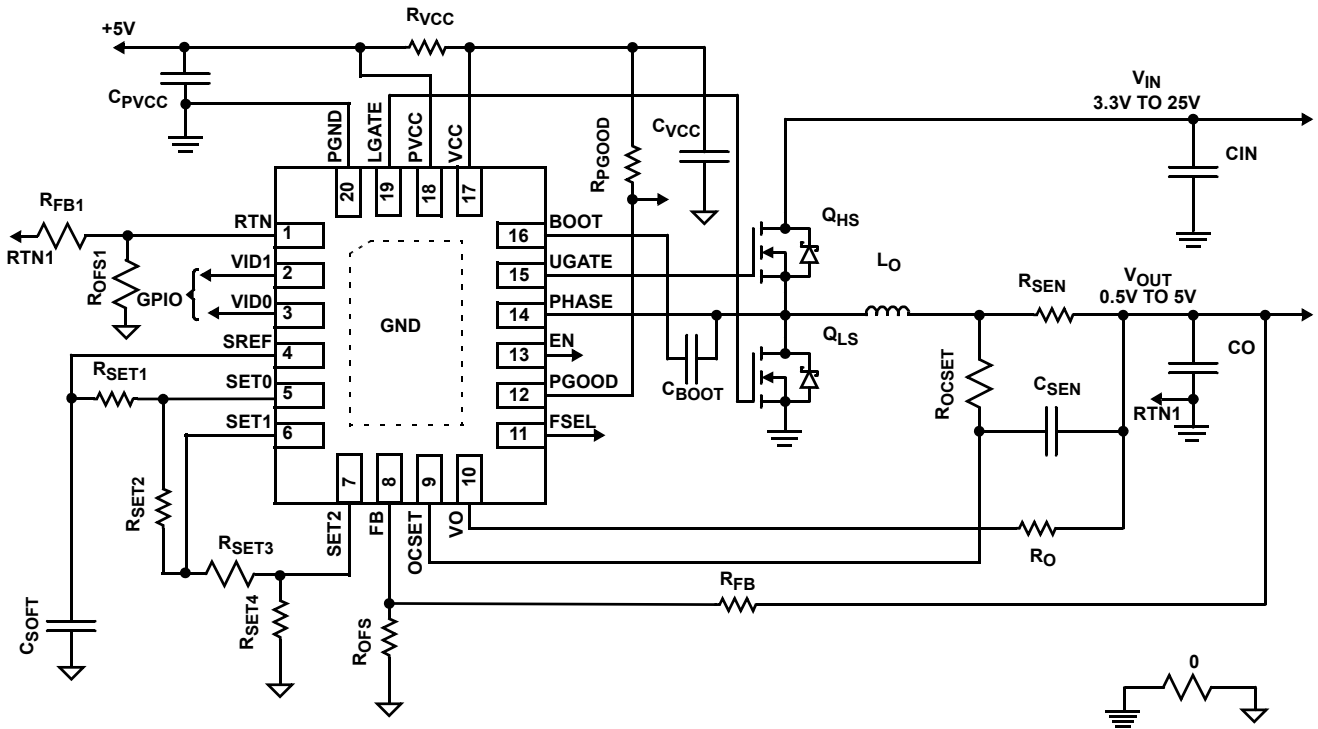 +5V
RVCC
CPVCC
PGND
LGATE
PVCC
VCC
RPGOOD
CVCC
VIN
3.3V TO 25V
CIN
20
19
18
17
RFB1
RTN1
ROFS1
GPIO
RTN
1
VID1
2
VID0
3
SREF
4
SET0
5
SET1
6
GND
16
BOOT
15
UGATE
14
PHASE
13
EN
12
PGOOD
11
FSEL
QHS
QLS
CBOOT
LO
RSEN
VOUT
0.5V TO 5V
ROCSET
CSEN
CO
RTN1
RSET1
RSET2
RSET3
RSET4
CSOFT
7
8
9
10
SET2
FB
OCSET
VO
RO
RFB
ROFS
0